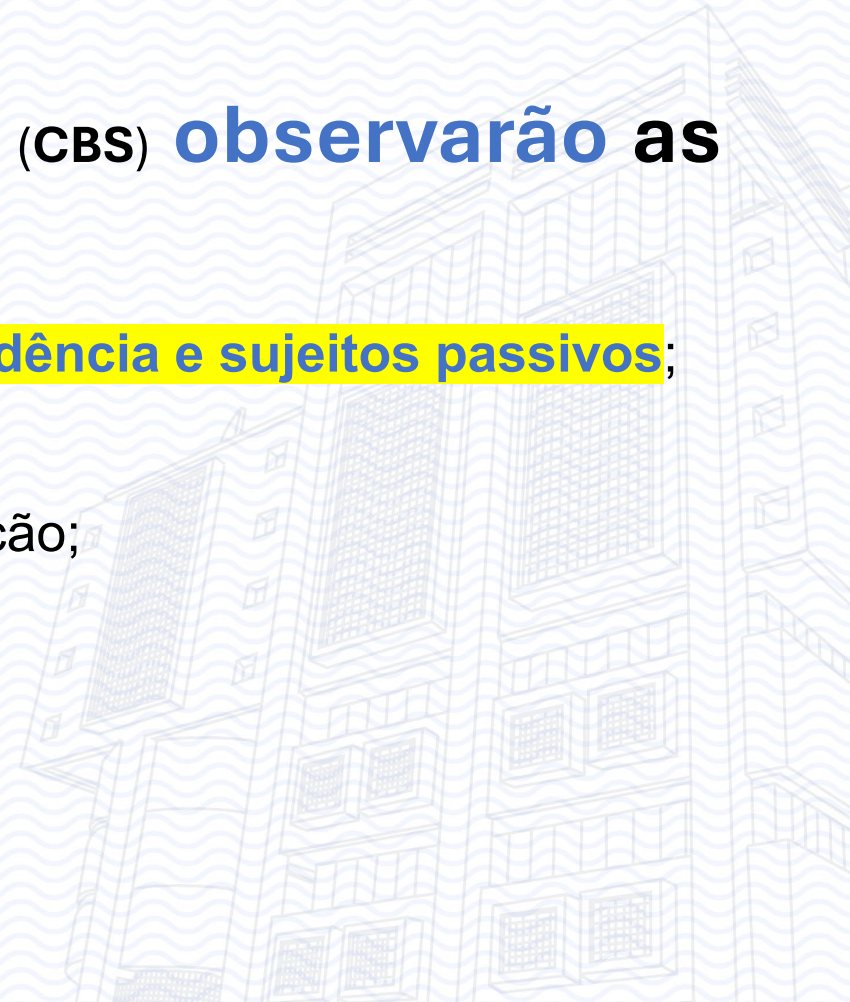 (CBS) observarão as
dência e sujeitos passivos;
ção;